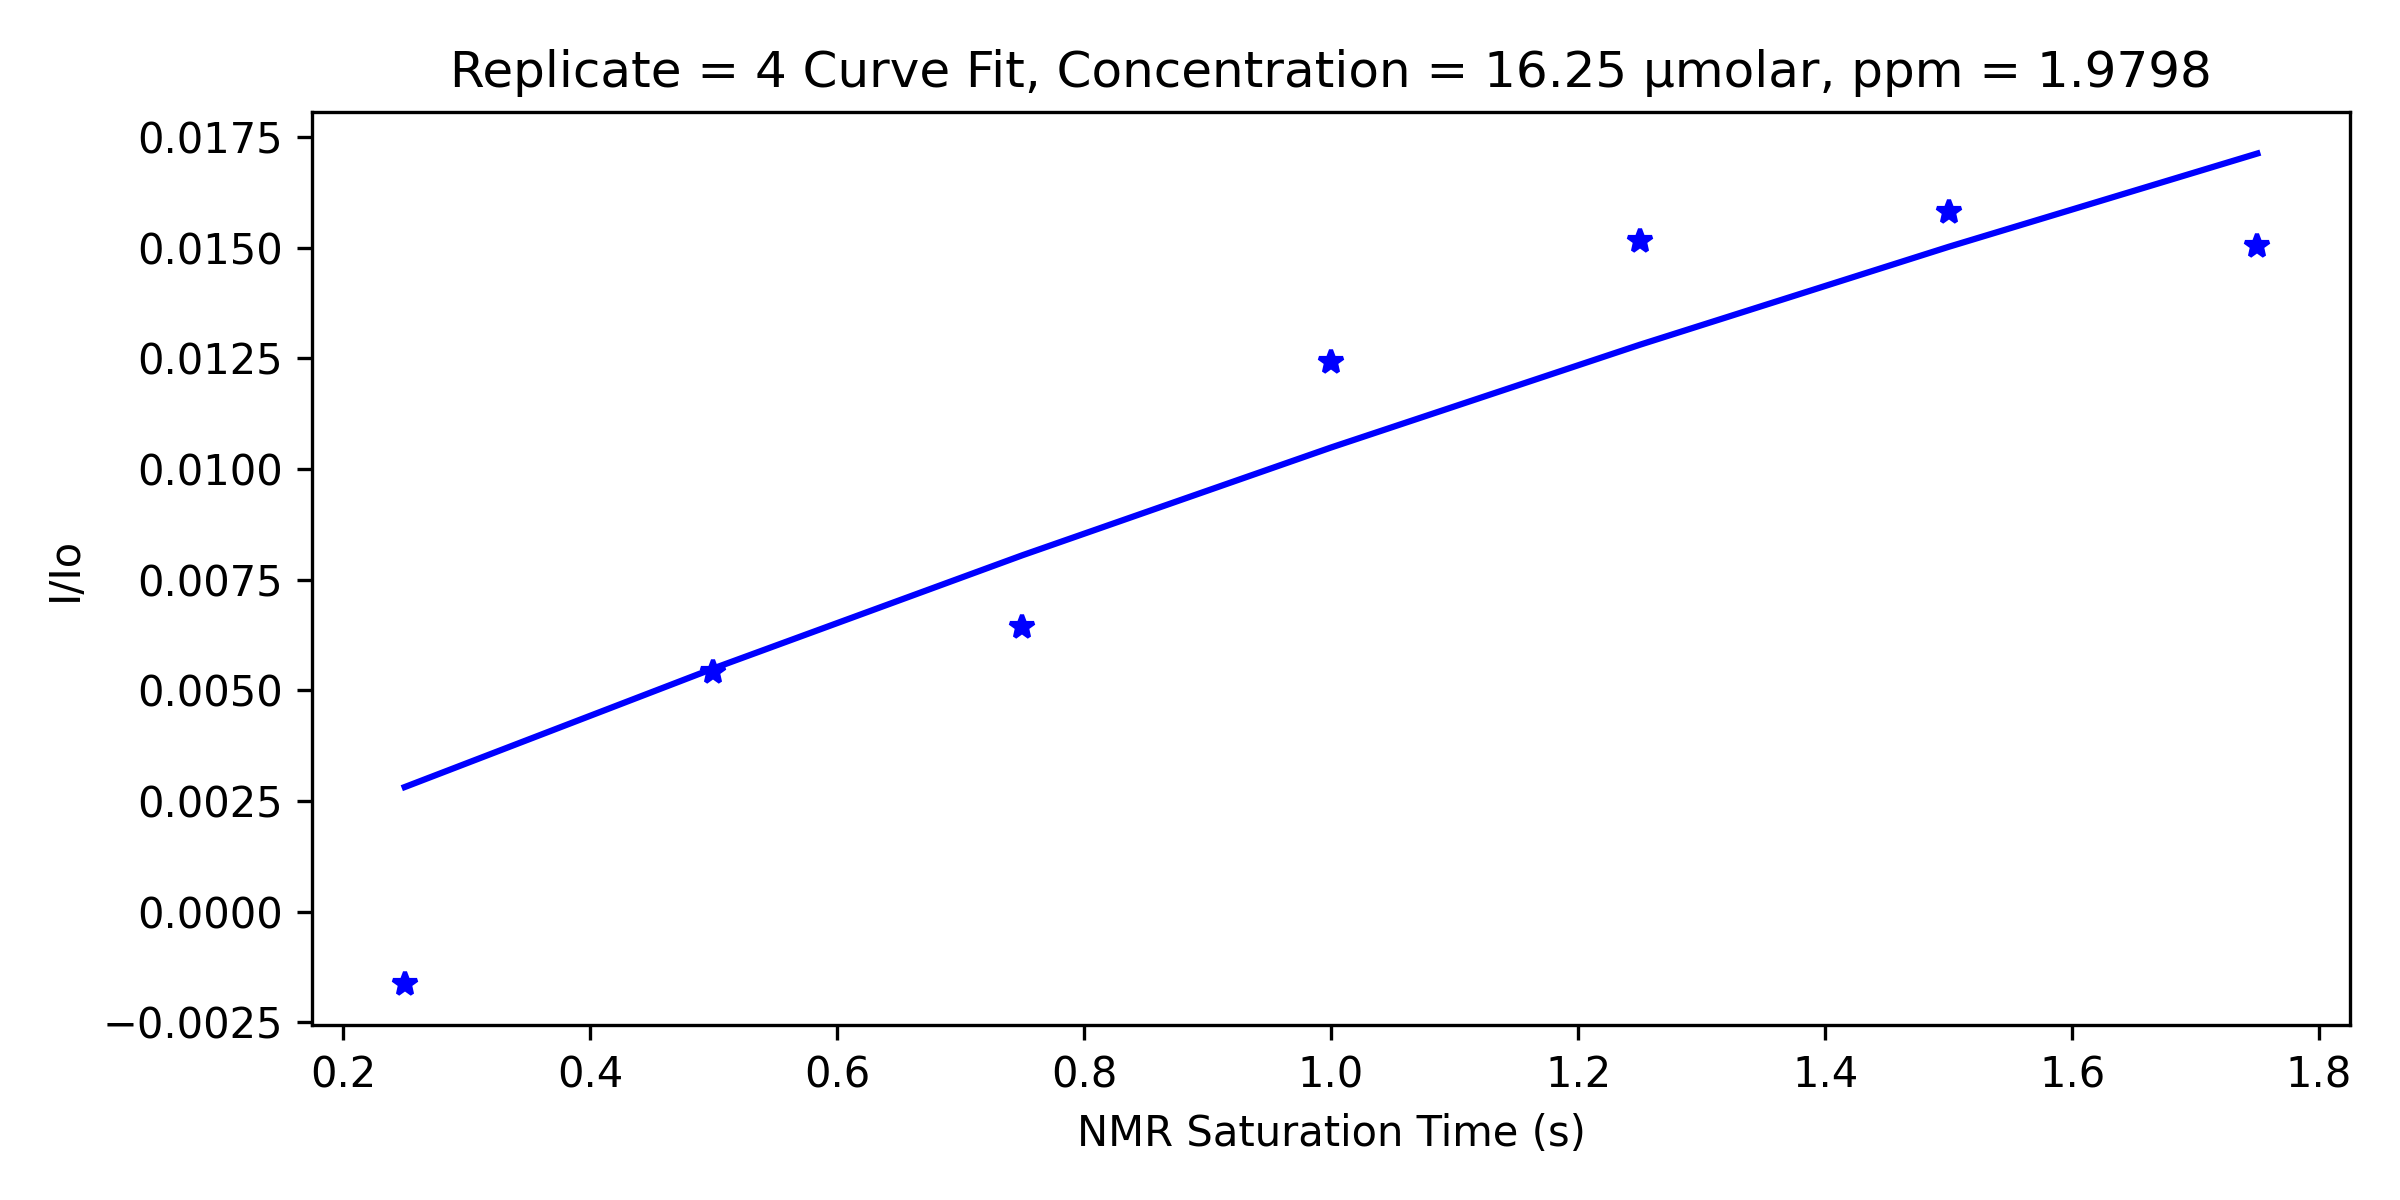 Replicate = 4 Curve Fit, Concentration = 16.25 µmolar, ppm = 1.9798
0.0175
0.0150
0.0125
0.0100
0.0075
0.0050
0.0025
0.0000
−0.0025
I/Io
0.2 0.4 0.6 0.8 1.0 1.2 1.4 1.6 1.8
NMR Saturation Time (s)